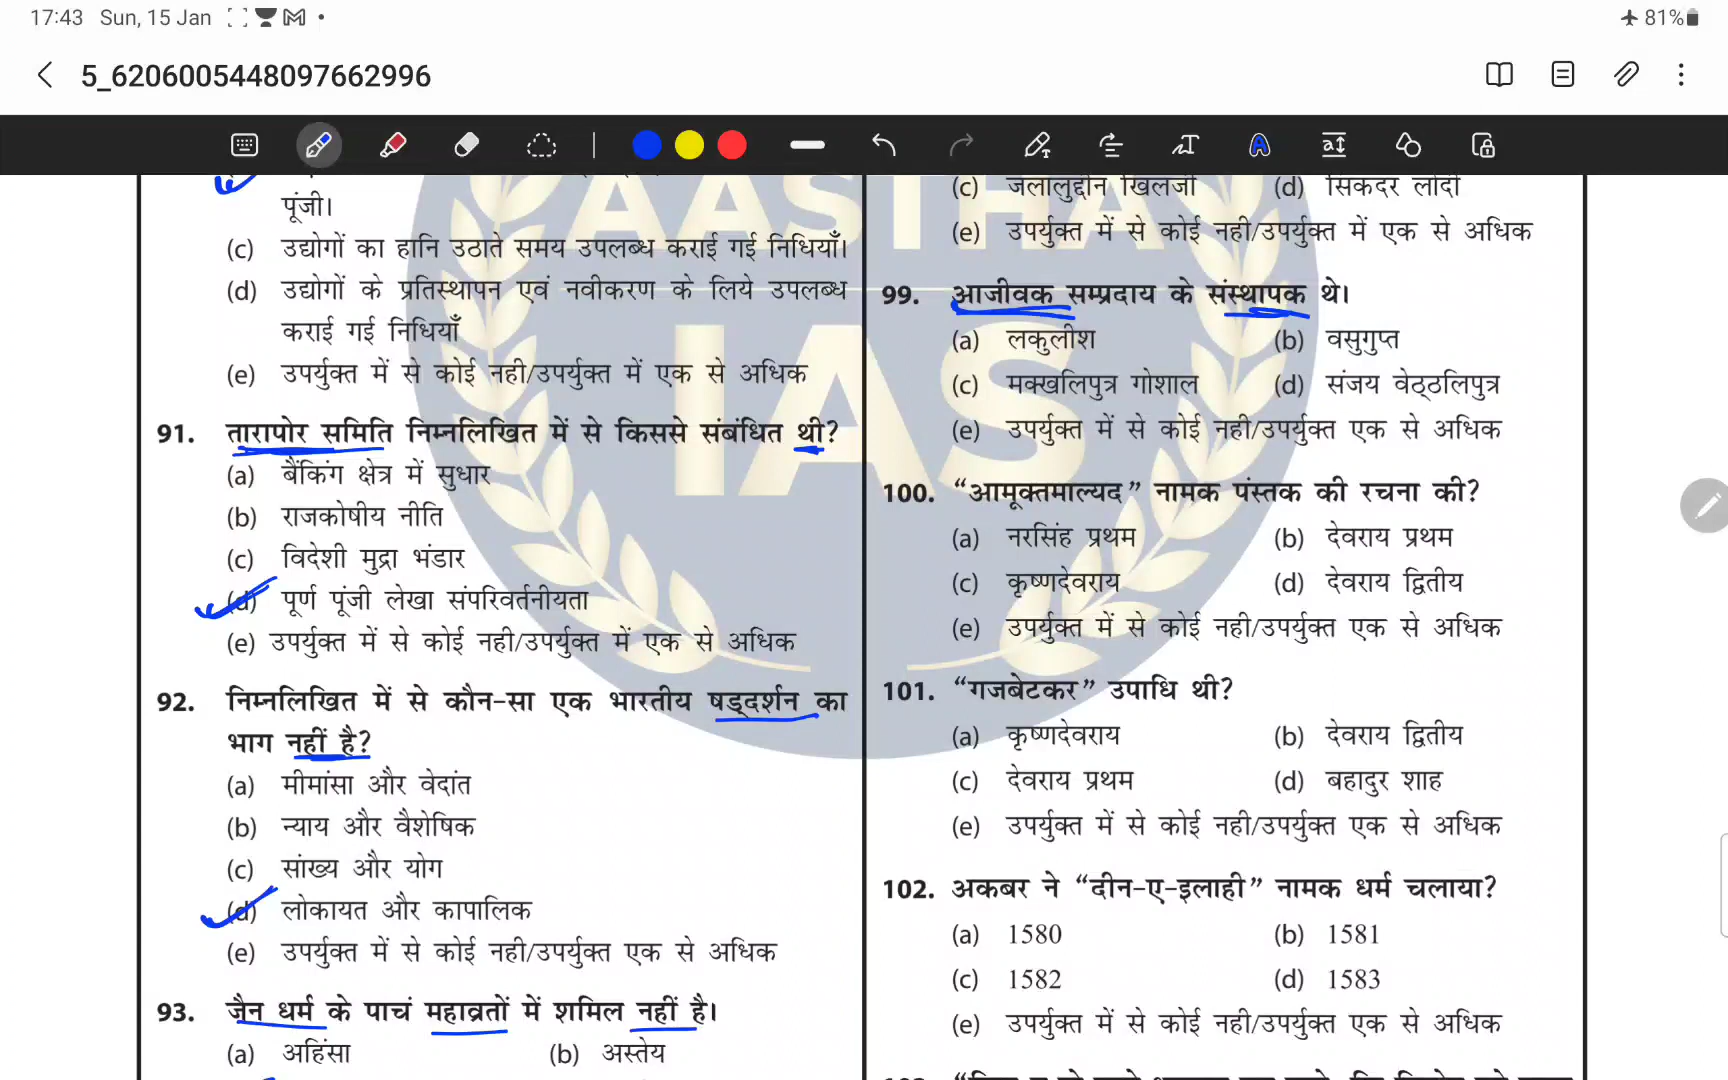 17:43 Sun, 15 Jan
81%
5_6206005448097662996
AASTHA
IAS
पूंजी।
(c) उद्योगों का हानि उठाते समय उपलब्ध कराई गई निधियाँ।
(d) उद्योगों के प्रतिस्थापन एवं नवीकरण के लिये उपलब्ध
कराई गई निधियाँ
(e) उपर्युक्त में से कोई नही/उपर्युक्त में एक से अधिक
91. तारापोर समिति निम्नलिखित में से किससे संबंधित थी?
(a) बैंकिंग क्षेत्र में सुधार
(b) राजकोषीय नीति
(c) विदेशी मुद्रा भंडार
(d) पूर्ण पूंजी लेखा संपरिवर्तनीयता
(e) उपर्युक्त में से कोई नही/उपर्युक्त में एक से अधिक
92. निम्नलिखित में से कौन-सा एक भारतीय षड्दर्शन का
भाग नहीं है?
(a) मीमांसा और वेदांत
(b) न्याय और वैशेषिक
(c) सांख्य और योग
(d) लोकायत और कापालिक
(e) उपर्युक्त में से कोई नही/उपर्युक्त एक से अधिक
93. जैन धर्म के पाचं महाव्रतों में शमिल नहीं है।
(a) अहिंसा (b) अस्तेय
(c) जलालुद्दीन खिलजी (d) सिकदर लोदी
(e) उपर्युक्त में से कोई नही/उपर्युक्त में एक से अधिक
99. आजीवक सम्प्रदाय के संस्थापक थे।
(a) लकुलीश (b) वसुगुप्त
(c) मक्खलिपुत्र गोशाल (d) संजय वेठ्ठलिपुत्र
(e) उपर्युक्त में से कोई नही/उपर्युक्त एक से अधिक
100. “आमूक्तमाल्यद” नामक पंस्तक की रचना की?
(a) नरसिंह प्रथम (b) देवराय प्रथम
(c) कृष्णदेवराय (d) देवराय द्वितीय
(e) उपर्युक्त में से कोई नही/उपर्युक्त एक से अधिक
101. “गजबेटकर” उपाधि थी?
(a) कृष्णदेवराय (b) देवराय द्वितीय
(c) देवराय प्रथम (d) बहादुर शाह
(e) उपर्युक्त में से कोई नही/उपर्युक्त एक से अधिक
102. अकबर ने “दीन-ए-इलाही” नामक धर्म चलाया?
(a) 1580 (b) 1581
(c) 1582 (d) 1583
(e) उपर्युक्त में से कोई नही/उपर्युक्त एक से अधिक